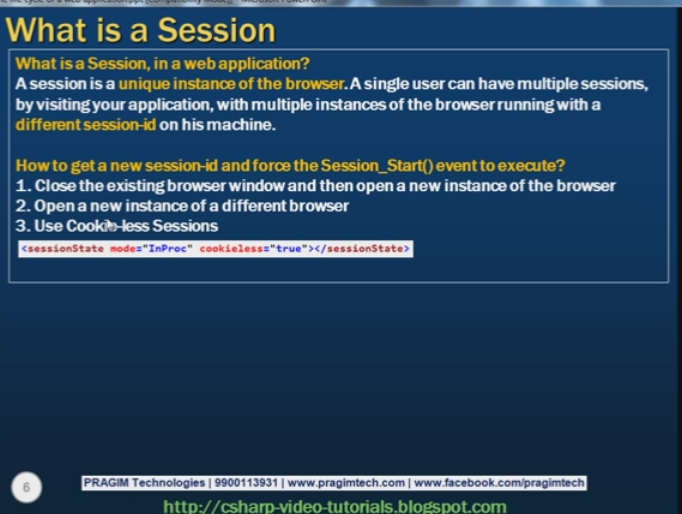 What is a Session
What is a Session, in a web application?
A session is a unique instance of the browser. A single user can have multiple sessions,
by visiting your application, with multiple instances of the browser running with a
different session-id on his machine.
How to get a new session-id and force the Session_Start() event to execute?
1. Close the existing browser window and then open a new instance of the browser
2. Open a new instance of a different browser
3. Use Cookie-less Sessions
<sessionState mode="InProc" cookieless="true"></sessionState>
6
PRAGIM Technologies | 9900113931 | www.pragimtech.com | www.facebook.com/pragimtech
http://csharp-video-tutorials.blogspot.com